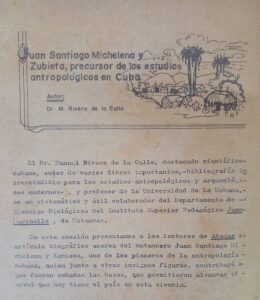 Juan Santiago Michelena y
Zubieta, precursor de los estudios
antropológicos en Cuba.
Autor:
Dr. M. Rivero de la Calle
El Dr. Manuel Rivero de la Calle, destacado científico
cubano, autor de varios libros importantes, -bibliografía im
prescindible para los estudios antropológicos y arqueológi-
cos modernos-, y profesor de la Universidad de La Habana,
es un sistemático y útil colaborador del Departamento de
Ciencias Biológicas del Instituto Superior Pedagógico Juan
Marinello, de Matanzas.
En esta ocasión presentamos a los lectores de Atenas su
artículo biográfico acerca del matancero Juan Santiago Mi
chelena y Zubieta, uno de los pioneros de la antropología
cubana, quien junto a otras insignes figuras, contribuyó a
que fueran echadas las bases, que permitieron alcanzar el
nivel que hoy tiene el país en esta ciencia.